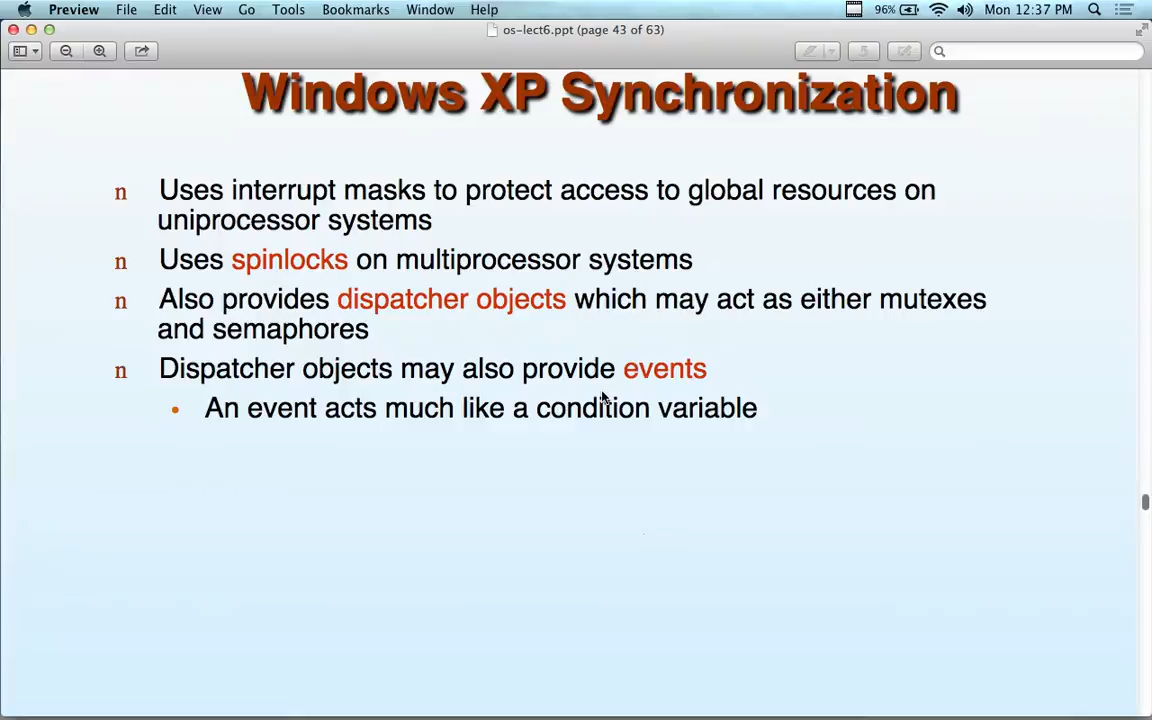 Preview File Edit View Go Tools Bookmarks Window Help 96% Mon 12:37 PM
os-lect6.ppt (page 43 of 63)
Windows XP Synchronization
n Uses interrupt masks to protect access to global resources on
uniprocessor systems
n Uses spinlocks on multiprocessor systems
n Also provides dispatcher objects which may act as either mutexes
and semaphores
n Dispatcher objects may also provide events
• An event acts much like a condition variable